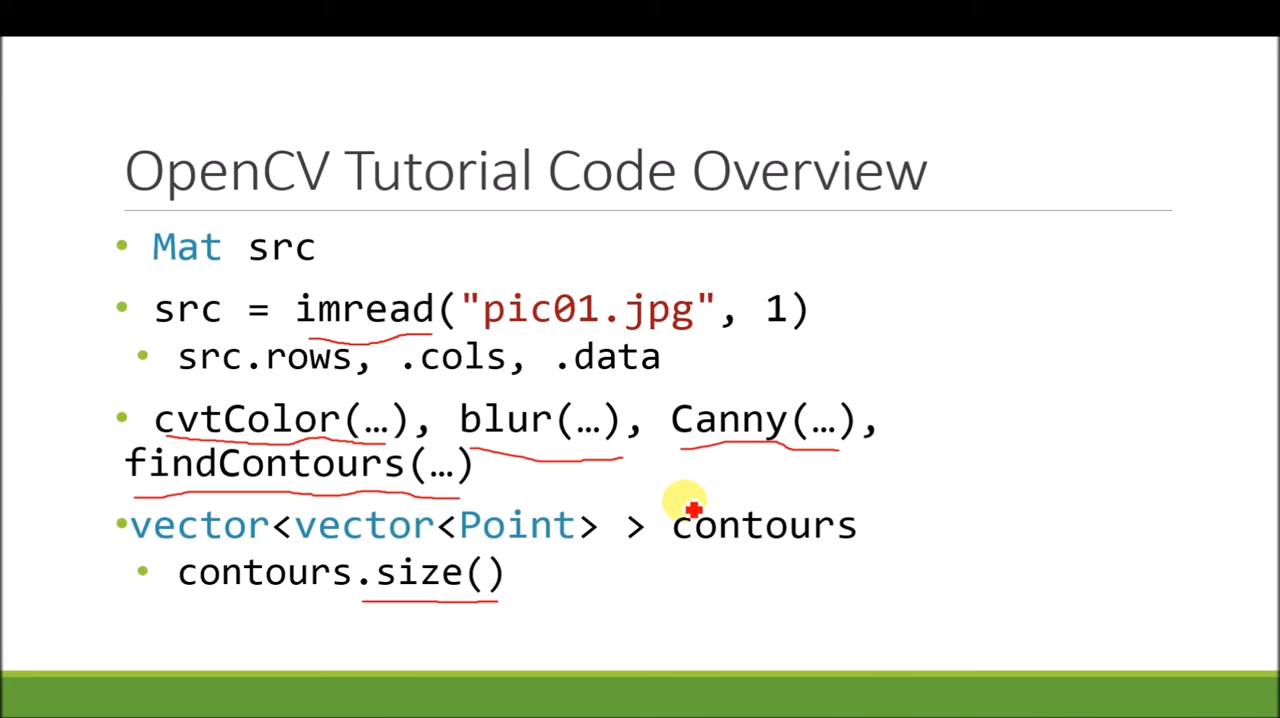 OpenCV Tutorial Code Overview
• Mat src
• src = imread("pic01.jpg", 1)
• src.rows, .cols, .data
• cvtColor(…), blur(…), Canny(…),
findContours(…)
•vector<vector<Point> > contours
• contours.size()